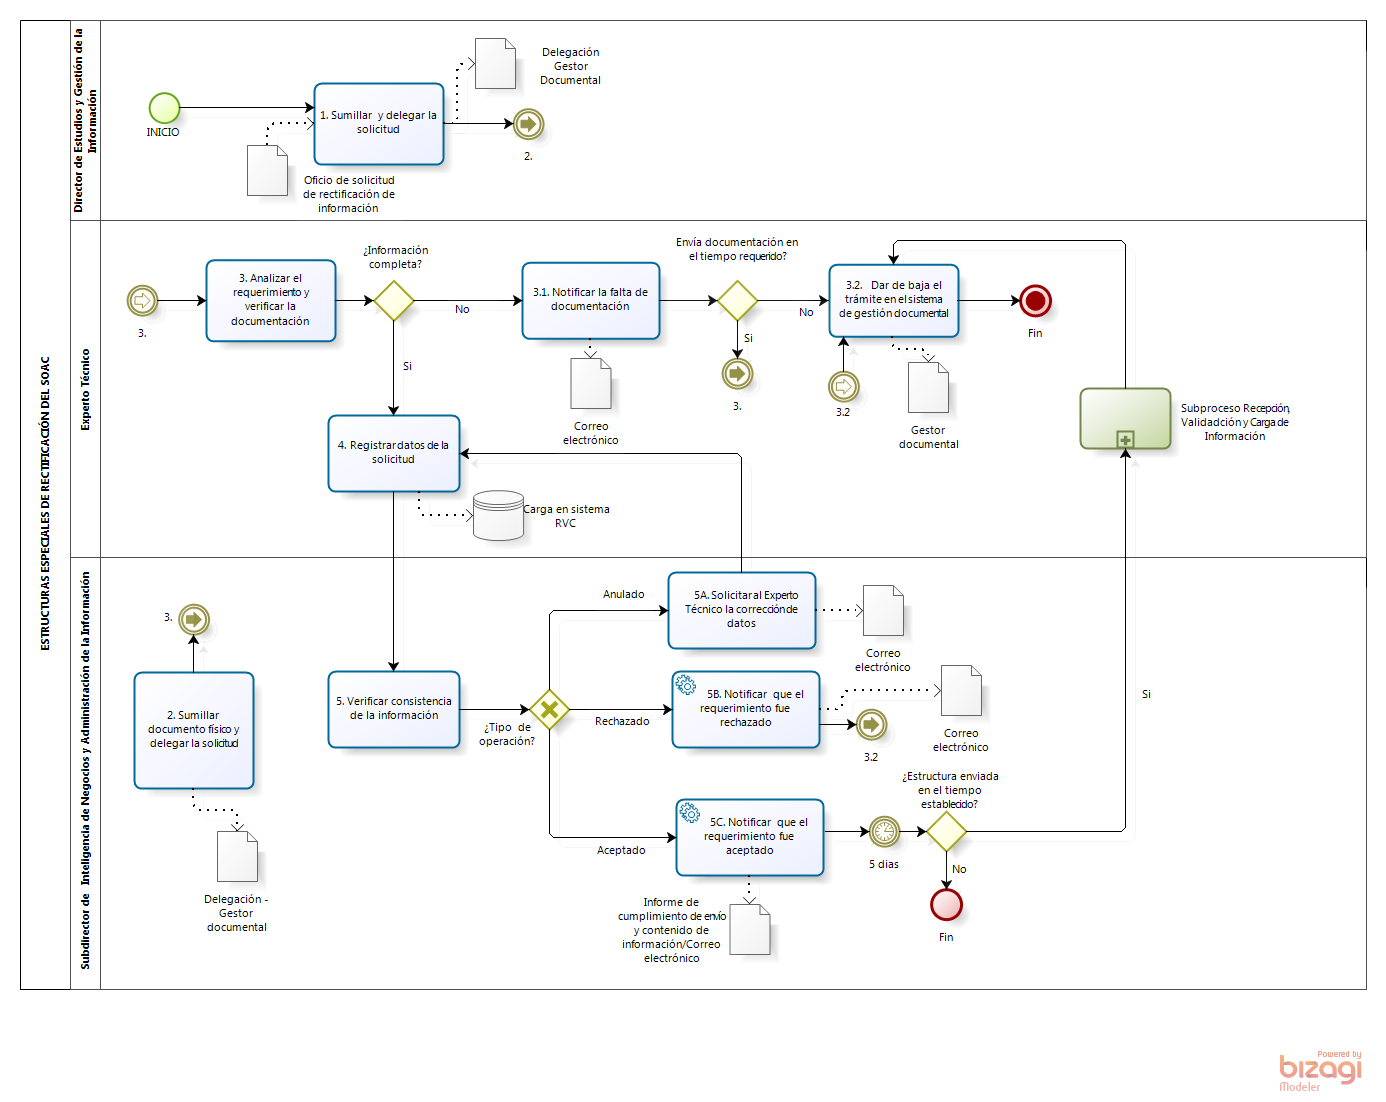 ESTRUCTURAS ESPECIALES DE RECTIFICACIÓN DEL SOAC
Director de Estudios y Gestión de la
Información
INICIO
1. Sumillar y delegar la
solicitud
Oficio de solicitud
de rectificación de
información
Delegación
Gestor
Documental
2.
Experto Técnico
3.
3. Analizar el
requerimiento y
verificar la
documentación
¿Información
completa?
No
Si
3.1. Notificar la falta de
documentación
Correo
electrónico
Envía documentación en
el tiempo requerido?
No
Si
3.
3.2. Dar de baja el
trámite en el sistema
de gestión documental
3.2
Gestor
documental
Fin
Subproceso Recepción,
Validadción y Carga de
Información
4. Registrar datos de la
solicitud
Carga en sistema
RVC
Subdirector de Inteligencia de Negocios y Administración de la Información
3.
2. Sumillar
documento físico y
delegar la solicitud
Delegación -
Gestor
documental
5. Verificar consistencia
de la información
¿Tipo de
operación?
Anulado
Rechazado
Aceptado
5A. Solicitar al Experto
Técnico la corrección de
datos
Correo
electrónico
5B. Notificar que el
requerimiento fue
rechazado
Correo
electrónico
3.2
5C. Notificar que el
requerimiento fue
aceptado
Informe de
cumplimiento de envío
y contenido de
información/Correo
electrónico
5 dias
¿Estructura enviada
en el tiempo
establecido?
Si
No
Fin
Powered by
bizagi
Modeler